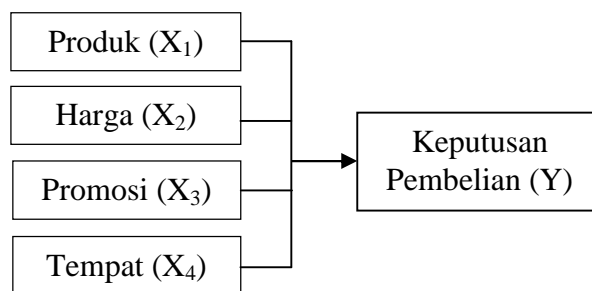 Produk (X₁)
Harga (X₂)
Promosi (X₃)
Tempat (X₄)
Keputusan
Pembelian (Y)